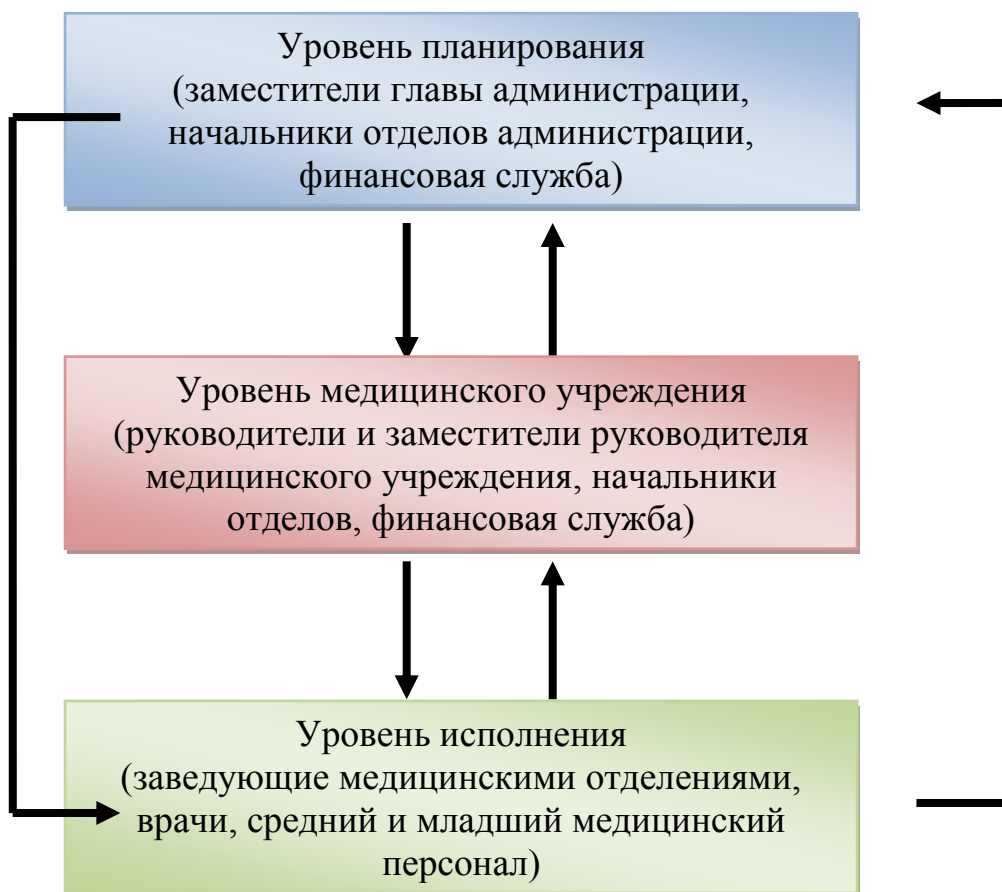 Уровень планирования
(заместители главы администрации,
начальники отделов администрации,
финансовая служба)
Уровень медицинского учреждения
(руководители и заместители руководителя
медицинского учреждения, начальники
отделов, финансовая служба)
Уровень исполнения
(заведующие медицинскими отделениями,
врачи, средний и младший медицинский
персонал)